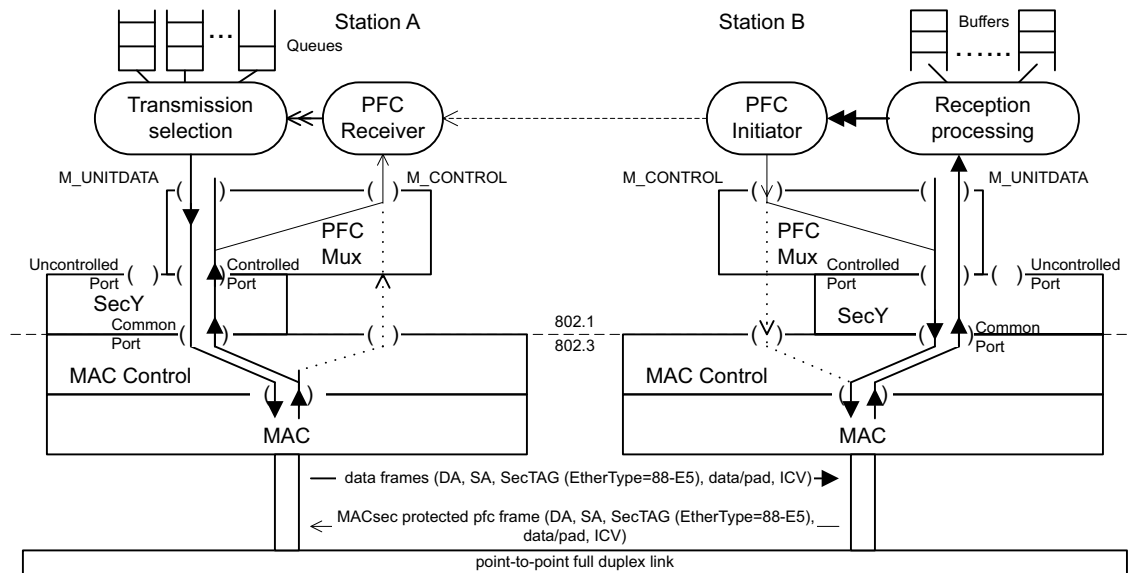 Station A
Station B
Queues
Buffers
...
......
Transmission
selection
PFC
Receiver
PFC
Initiator
Reception
processing
M_UNITDATA
M_CONTROL
M_CONTROL
M_UNITDATA
PFC
Mux
PFC
Mux
Uncontrolled
Port
Controlled
Port
Controlled
Port
Uncontrolled
Port
SecY
SecY
Common
Port
Common
Port
802.1
802.3
MAC Control
MAC Control
MAC
MAC
data frames (DA, SA, SecTAG (EtherType=88-E5), data/pad, ICV)
MACsec protected pfc frame (DA, SA, SecTAG (EtherType=88-E5),
data/pad, ICV)
point-to-point full duplex link